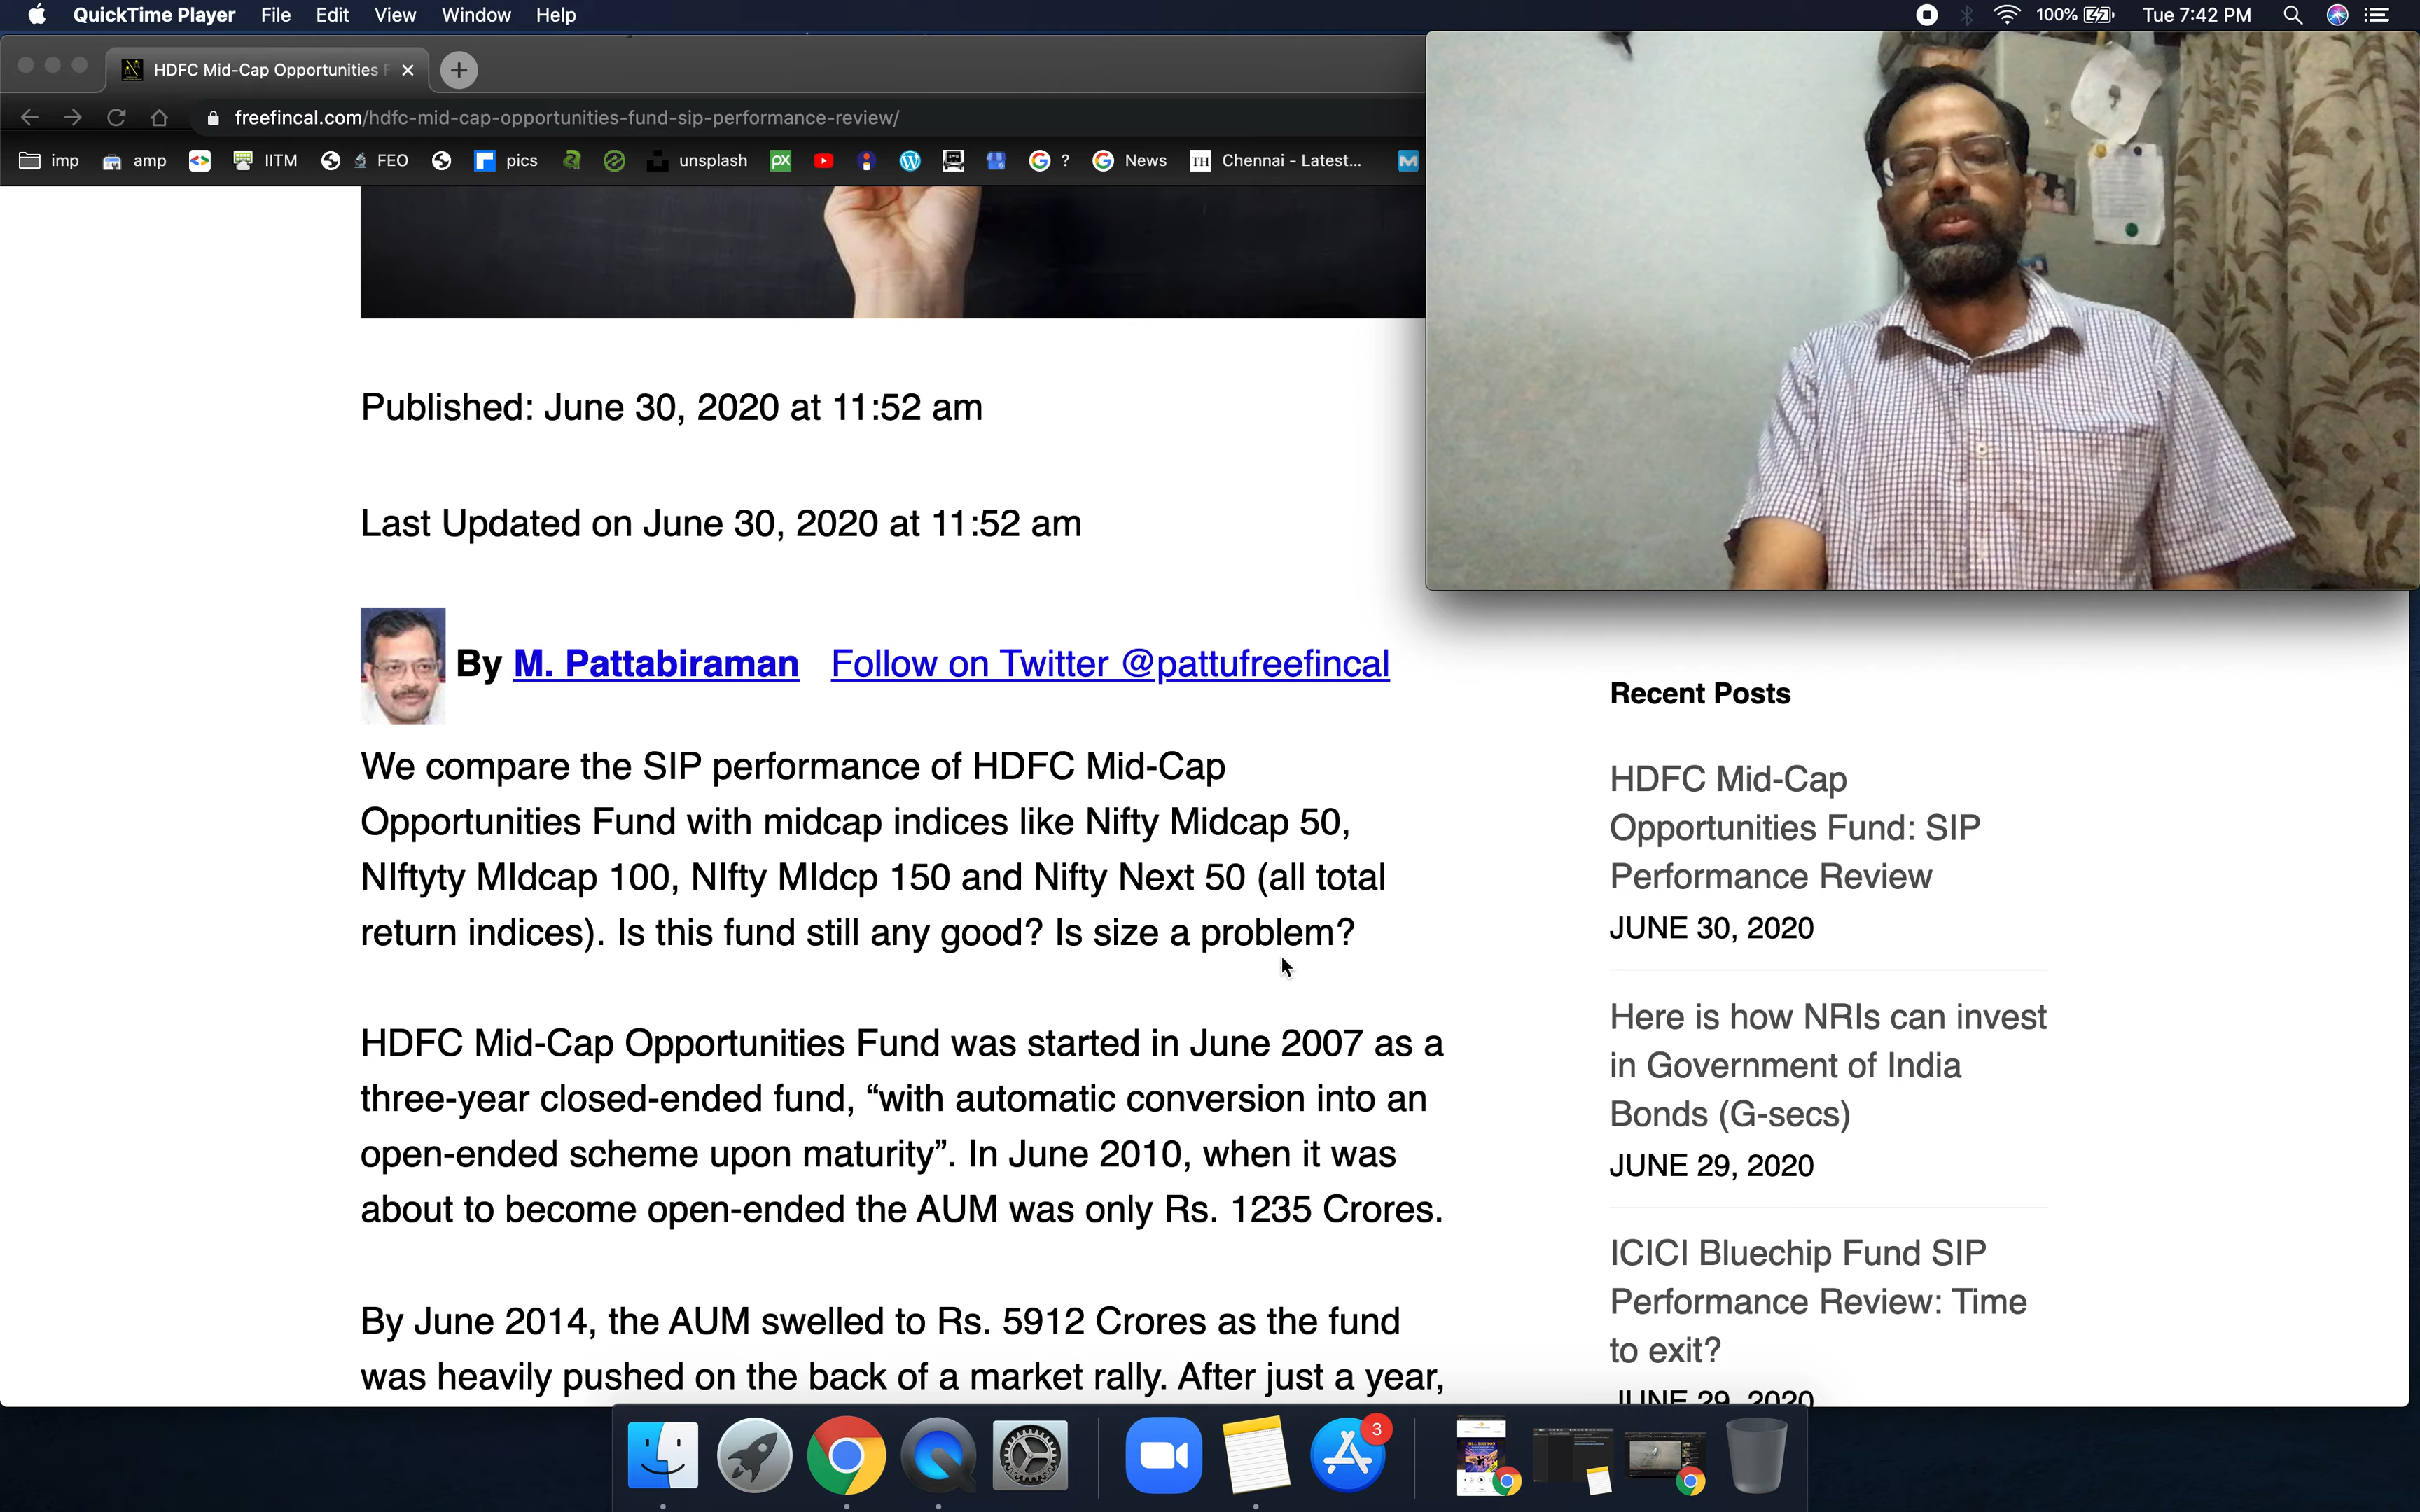 QuickTime Player File Edit View Window Help 100% Tue 7:42 PM
HDFC Mid-Cap Opportunities F
freefincal.com/hdfc-mid-cap-opportunities-fund-sip-performance-review/
imp amp IITM FEO pics unsplash px ? News TH Chennai - Latest...
Published: June 30, 2020 at 11:52 am
Last Updated on June 30, 2020 at 11:52 am
By M. Pattabiraman Follow on Twitter @pattufreefincal
We compare the SIP performance of HDFC Mid-Cap
Opportunities Fund with midcap indices like Nifty Midcap 50,
NIftyty MIdcap 100, NIfty MIdcp 150 and Nifty Next 50 (all total
return indices). Is this fund still any good? Is size a problem?
HDFC Mid-Cap Opportunities Fund was started in June 2007 as a
three-year closed-ended fund, “with automatic conversion into an
open-ended scheme upon maturity”. In June 2010, when it was
about to become open-ended the AUM was only Rs. 1235 Crores.
By June 2014, the AUM swelled to Rs. 5912 Crores as the fund
was heavily pushed on the back of a market rally. After just a year,
Recent Posts
HDFC Mid-Cap
Opportunities Fund: SIP
Performance Review
JUNE 30, 2020
Here is how NRIs can invest
in Government of India
Bonds (G-secs)
JUNE 29, 2020
ICICI Bluechip Fund SIP
Performance Review: Time
to exit?
JUNE 29, 2020
3